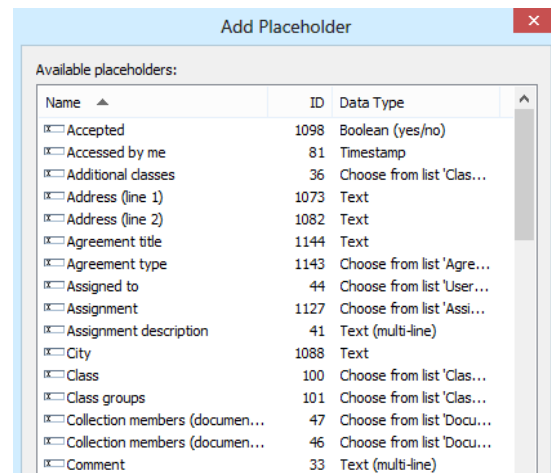 Add Placeholder
Available placeholders:
Name ID Data Type
Accepted 1098 Boolean (yes/no)
Accessed by me 81 Timestamp
Additional classes 36 Choose from list 'Clas...
Address (line 1) 1073 Text
Address (line 2) 1082 Text
Agreement title 1144 Text
Agreement type 1143 Choose from list 'Agre...
Assigned to 44 Choose from list 'User...
Assignment 1127 Choose from list 'Assi...
Assignment description 41 Text (multi-line)
City 1088 Text
Class 100 Choose from list 'Clas...
Class groups 101 Choose from list 'Clas...
Collection members (documen... 47 Choose from list 'Docu...
Collection members (documen... 46 Choose from list 'Docu...
Comment 33 Text (multi-line)